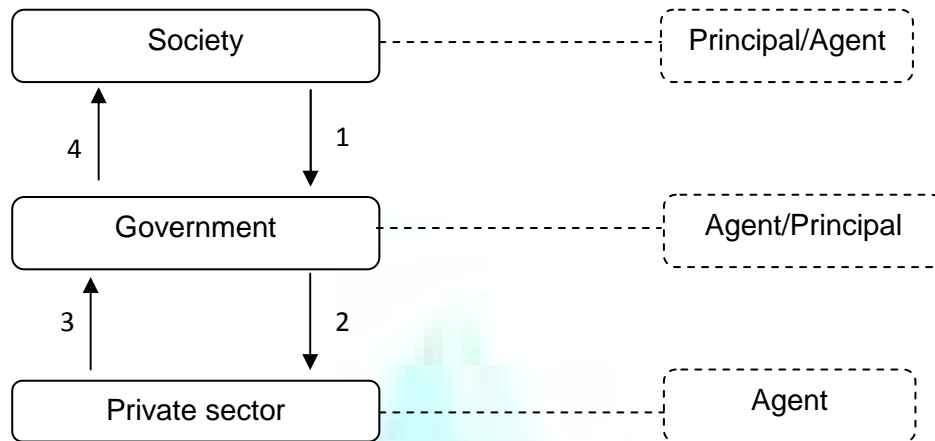 Society
Principal/Agent
4
1
Government
Agent/Principal
3
2
Private sector
Agent